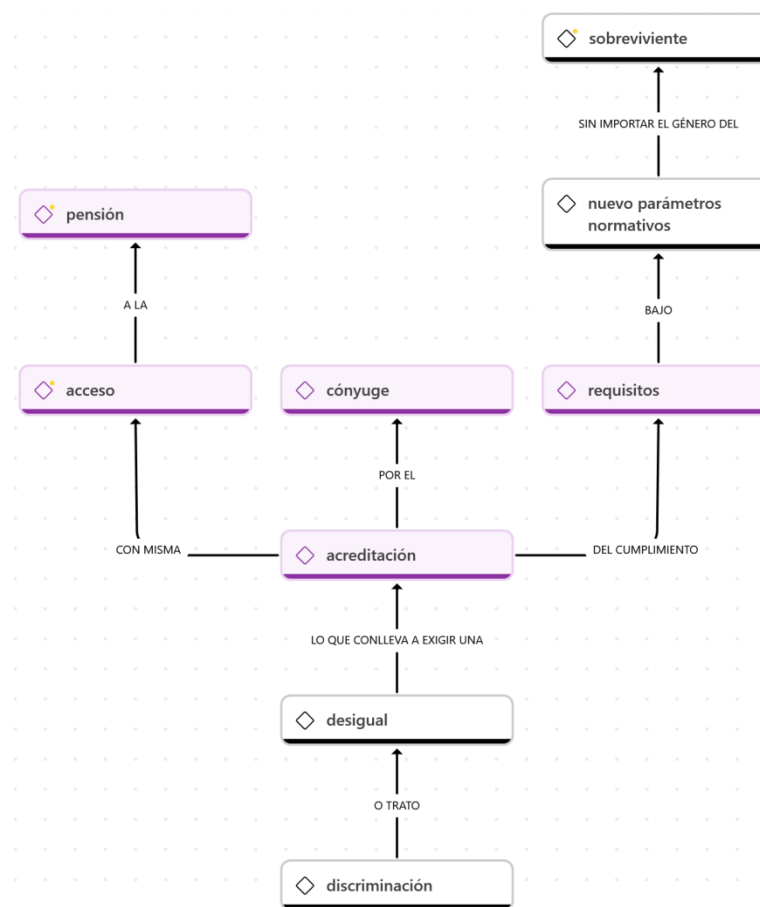 sobreviviente
SIN IMPORTAR EL GÉNERO DEL
pensión
nuevo parámetros
normativos
A LA
BAJO
acceso
cónyuge
requisitos
POR EL
CON MISMA
acreditación
DEL CUMPLIMIENTO
LO QUE CONLLEVA A EXIGIR UNA
desigual
O TRATO
discriminación